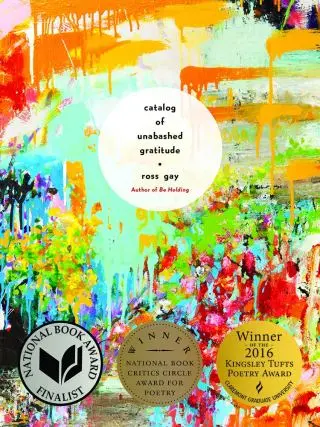 catalog
of
unabashed
gratitude
•
ross gay
Author of Be Holding
NATIONAL BOOK AWARD
FINALIST
WINNER
NATIONAL BOOK
CRITICS CIRCLE
AWARD FOR
POETRY
Winner
OF THE
2016
KINGSLEY TUFTS
POETRY AWARD
CLAREMONT GRADUATE UNIVERSITY